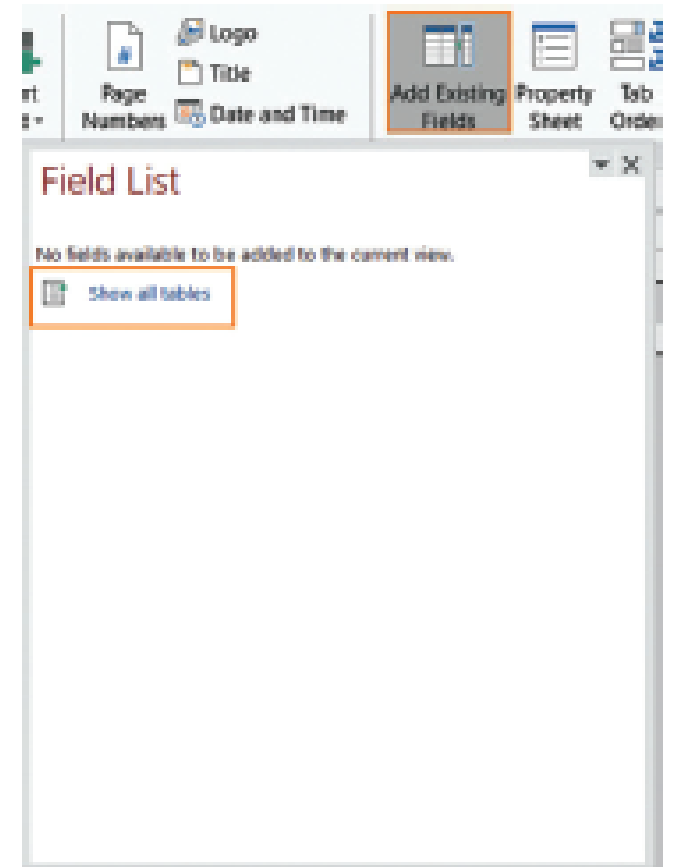 Logo
Title
Date and Time
Page
Numbers
Add Existing
Fields
Property
Sheet
Tab
Order
Field List
No fields available to be added to the current view.
Show all tables